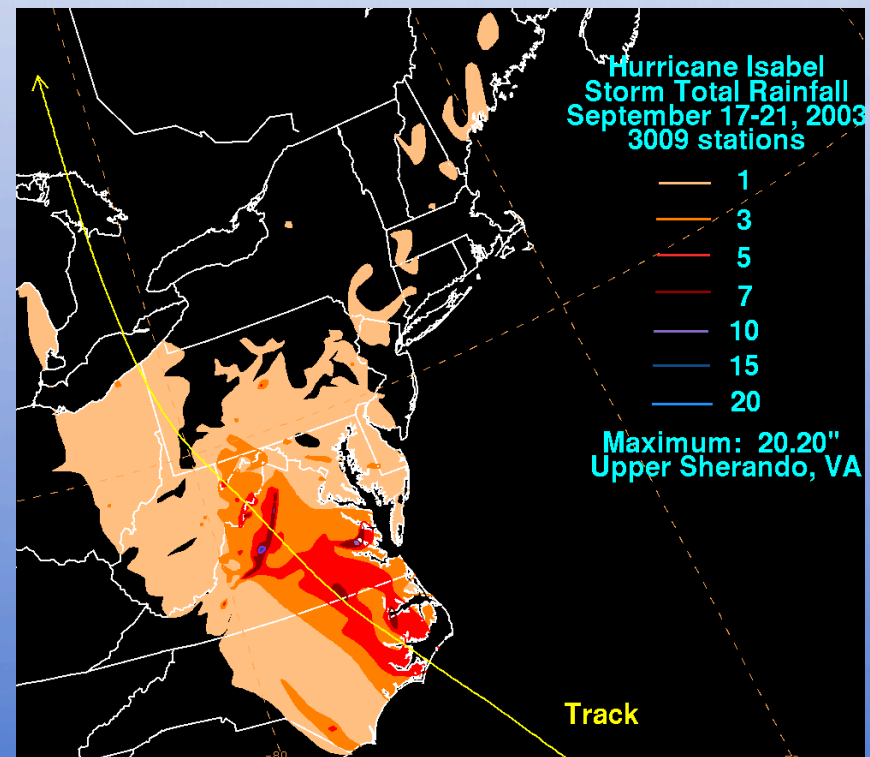 Hurricane Isabel
Storm Total Rainfall
September 17-21, 2003
3009 stations
1
3
5
7
10
15
20
Maximum: 20.20"
Upper Sherando, VA
Track
-80